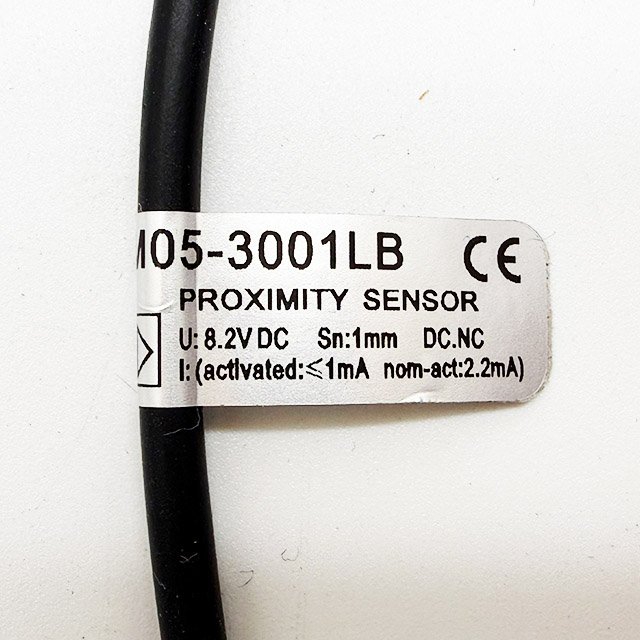 M05-3001LB CE
PROXIMITY SENSOR
U: 8.2V DC Sn:1mm DC.NC
I: (activated:≤1mA nom-act:2.2mA)